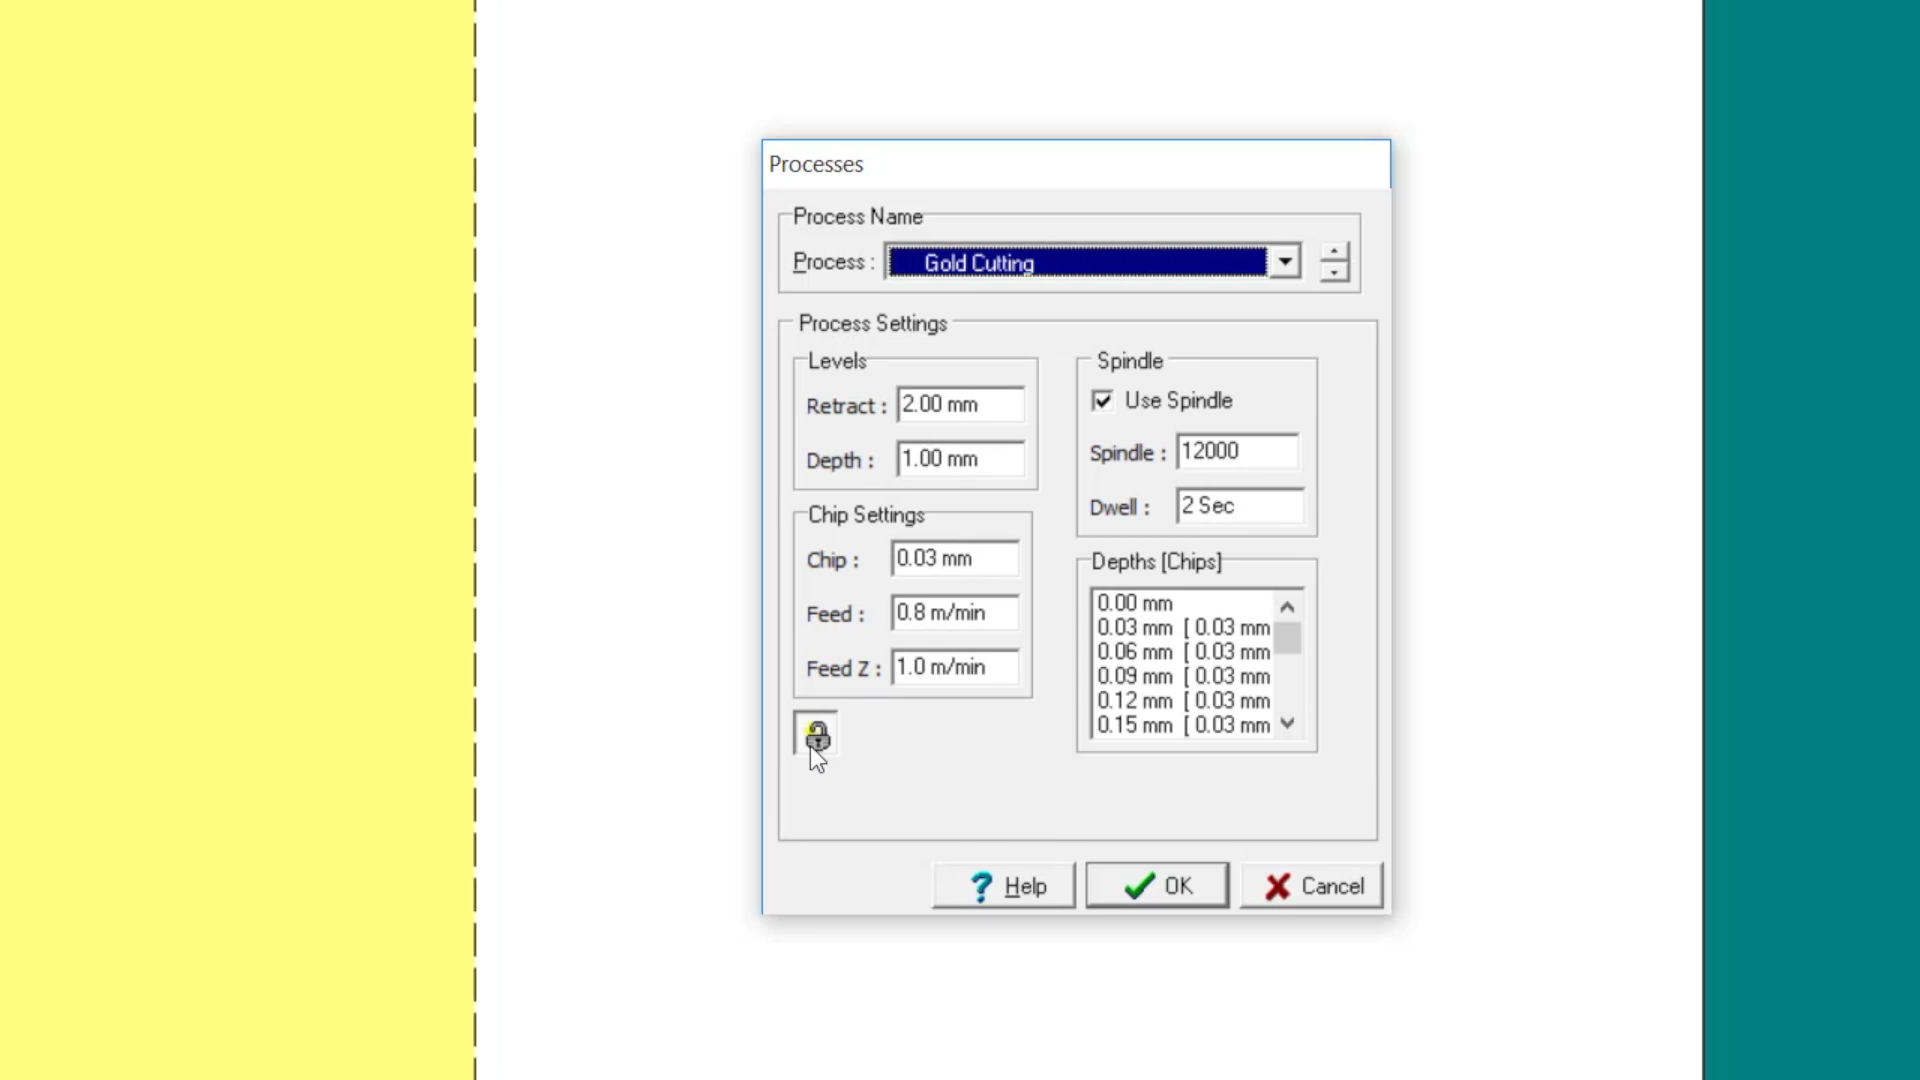 Processes
Process Name
Process :
Gold Cutting
Process Settings
Levels
Retract :
2.00 mm
Depth :
1.00 mm
Chip Settings
Chip :
0.03 mm
Feed :
0.8 m/min
Feed Z :
1.0 m/min
Spindle
Use Spindle
Spindle :
12000
Dwell :
2 Sec
Depths [Chips]
0.00 mm
0.03 mm [ 0.03 mm
0.06 mm [ 0.03 mm
0.09 mm [ 0.03 mm
0.12 mm [ 0.03 mm
0.15 mm [ 0.03 mm
? Help
OK
Cancel